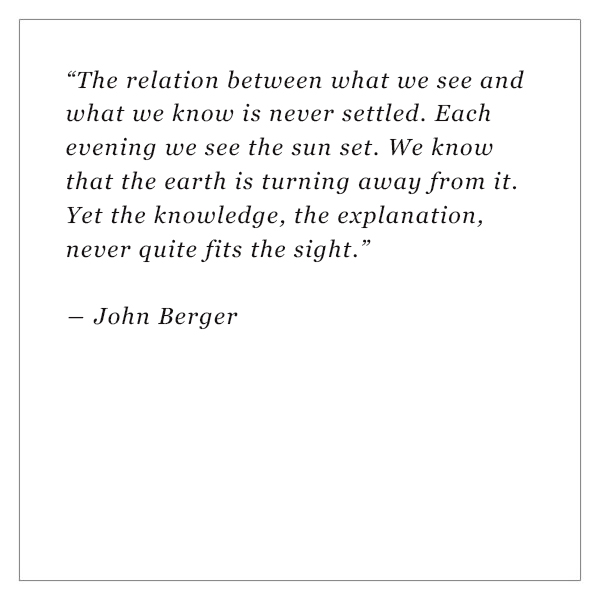 “The relation between what we see and
what we know is never settled. Each
evening we see the sun set. We know
that the earth is turning away from it.
Yet the knowledge, the explanation,
never quite fits the sight.”
— John Berger